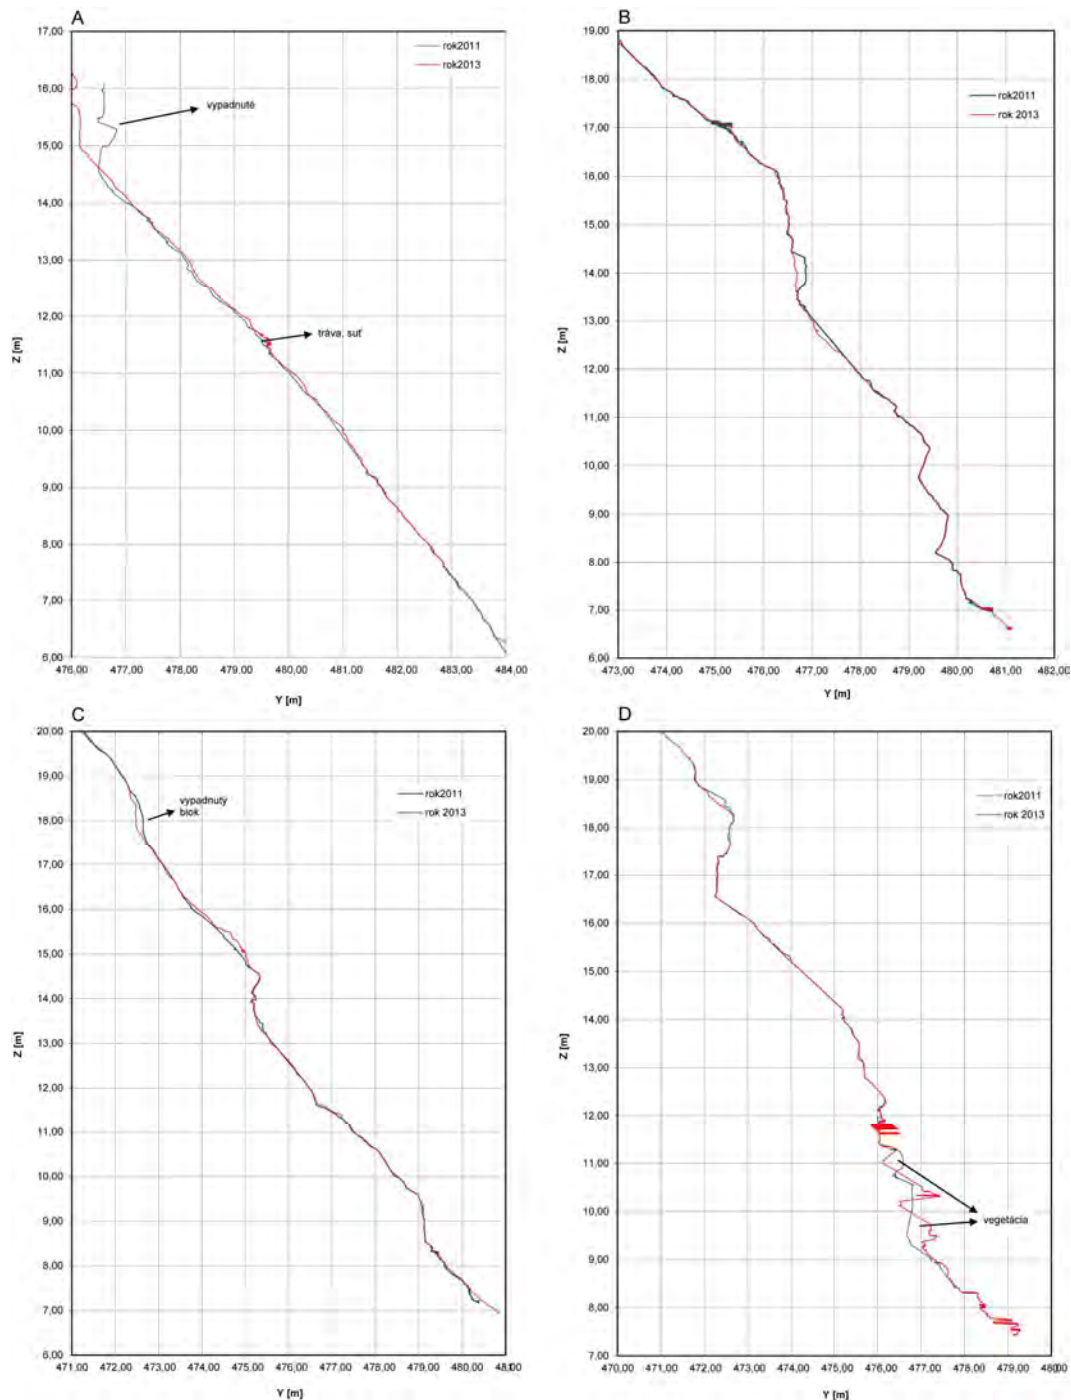 A
17,00
16,00
15,00
14,00
13,00
12,00
11,00
10,00
9,00
8,00
7,00
6,00
Z [m]
rok2011
rok2013
vypadnuté
tráva, suť
476,00 477,00 478,00 479,00 480,00 481,00 482,00 483,00 484,00
Y [m]
B
19,00
18,00
17,00
16,00
15,00
14,00
13,00
12,00
11,00
10,00
9,00
8,00
7,00
6,00
Z [m]
rok2011
rok 2013
473,00 474,00 475,00 476,00 477,00 478,00 479,00 480,00 481,00 482,00
Y [m]
C
20,00
19,00
18,00
17,00
16,00
15,00
14,00
13,00
12,00
11,00
10,00
9,00
8,00
7,00
6,00
Z [m]
rok2011
rok 2013
vypadnutý
blok
471,00 472,00 473,00 474,00 475,00 476,00 477,00 478,00 479,00 480,00 481,00
Y [m]
D
20,00
19,00
18,00
17,00
16,00
15,00
14,00
13,00
12,00
11,00
10,00
9,00
8,00
7,00
Z [m]
rok2011
rok 2013
vegetácia
470,00 471,00 472,00 473,00 474,00 475,00 476,00 477,00 478,00 479,00 480,00
Y [m]